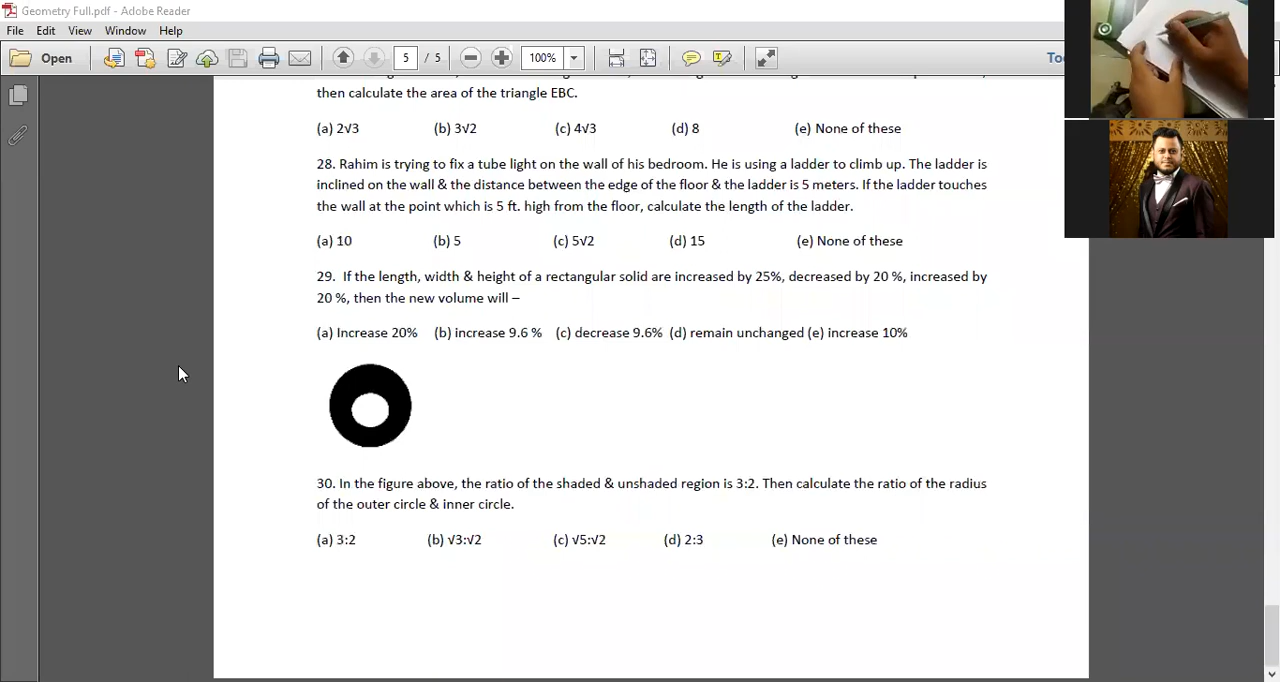 Geometry Full.pdf - Adobe Reader
File Edit View Window Help
Open 5 / 5 100%
then calculate the area of the triangle EBC.
(a) 2√3 (b) 3√2 (c) 4√3 (d) 8 (e) None of these
28. Rahim is trying to fix a tube light on the wall of his bedroom. He is using a ladder to climb up. The ladder is
inclined on the wall & the distance between the edge of the floor & the ladder is 5 meters. If the ladder touches
the wall at the point which is 5 ft. high from the floor, calculate the length of the ladder.
(a) 10 (b) 5 (c) 5√2 (d) 15 (e) None of these
29. If the length, width & height of a rectangular solid are increased by 25%, decreased by 20 %, increased by
20 %, then the new volume will –
(a) Increase 20% (b) increase 9.6 % (c) decrease 9.6% (d) remain unchanged (e) increase 10%
30. In the figure above, the ratio of the shaded & unshaded region is 3:2. Then calculate the ratio of the radius
of the outer circle & inner circle.
(a) 3:2 (b) √3:√2 (c) √5:√2 (d) 2:3 (e) None of these